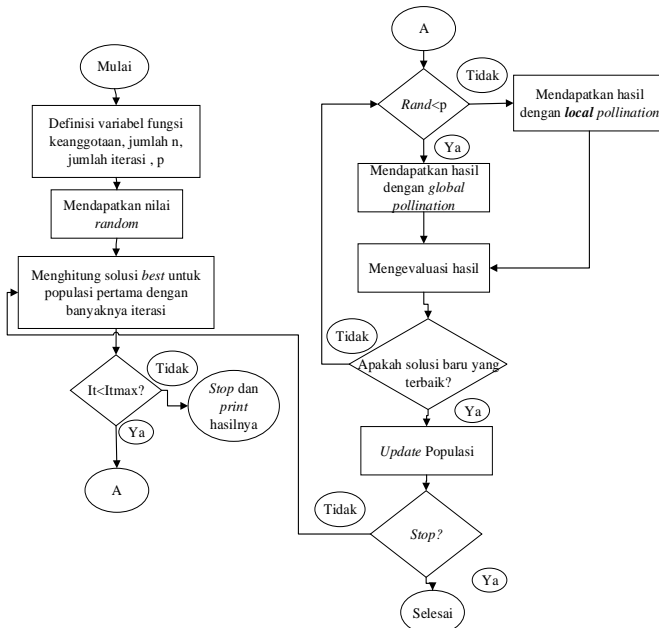 Mulai
Definisi variabel fungsi
keanggotaan, jumlah n,
jumlah iterasi , p
Mendapatkan nilai
random
Menghitung solusi best untuk
populasi pertama dengan
banyaknya iterasi
It<Itmax?
Tidak
Stop dan
print
hasilnya
Ya
A
A
Rand<p
Tidak
Mendapatkan hasil
dengan local pollination
Ya
Mendapatkan hasil
dengan global
pollination
Mengevaluasi hasil
Tidak
Apakah solusi baru yang
terbaik?
Ya
Update Populasi
Tidak
Stop?
Ya
Selesai